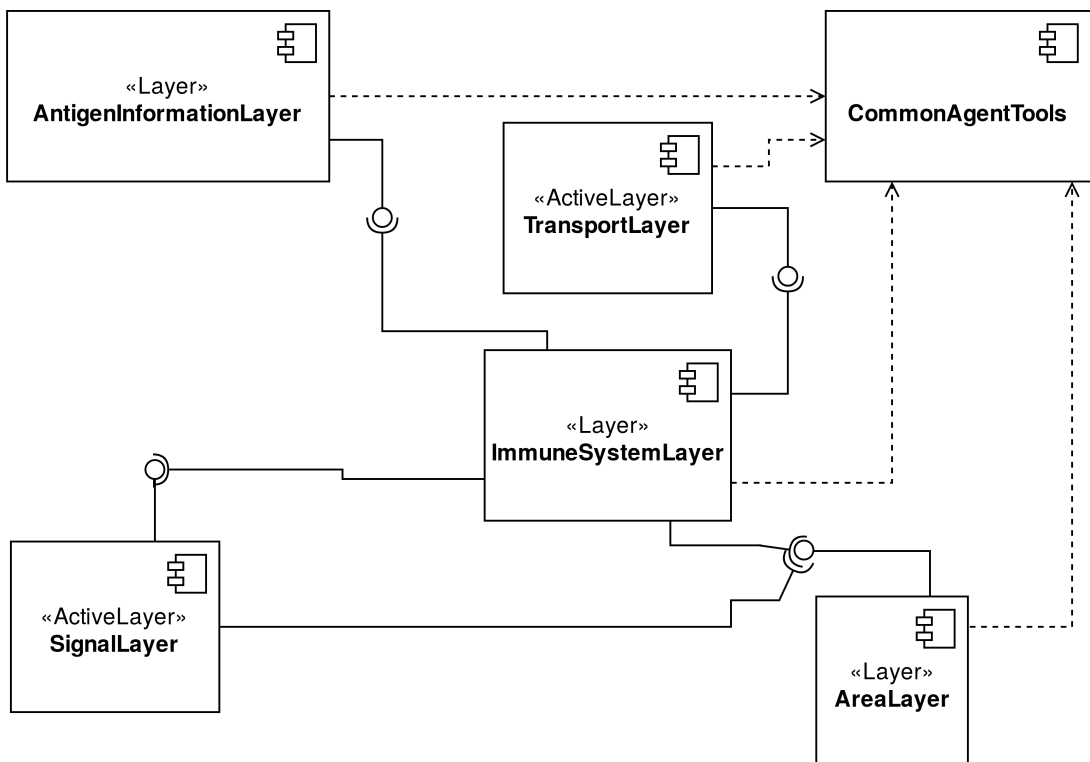 «Layer»
AntigenInformationLayer
CommonAgentTools
«ActiveLayer»
TransportLayer
«Layer»
ImmuneSystemLayer
«ActiveLayer»
SignalLayer
«Layer»
AreaLayer